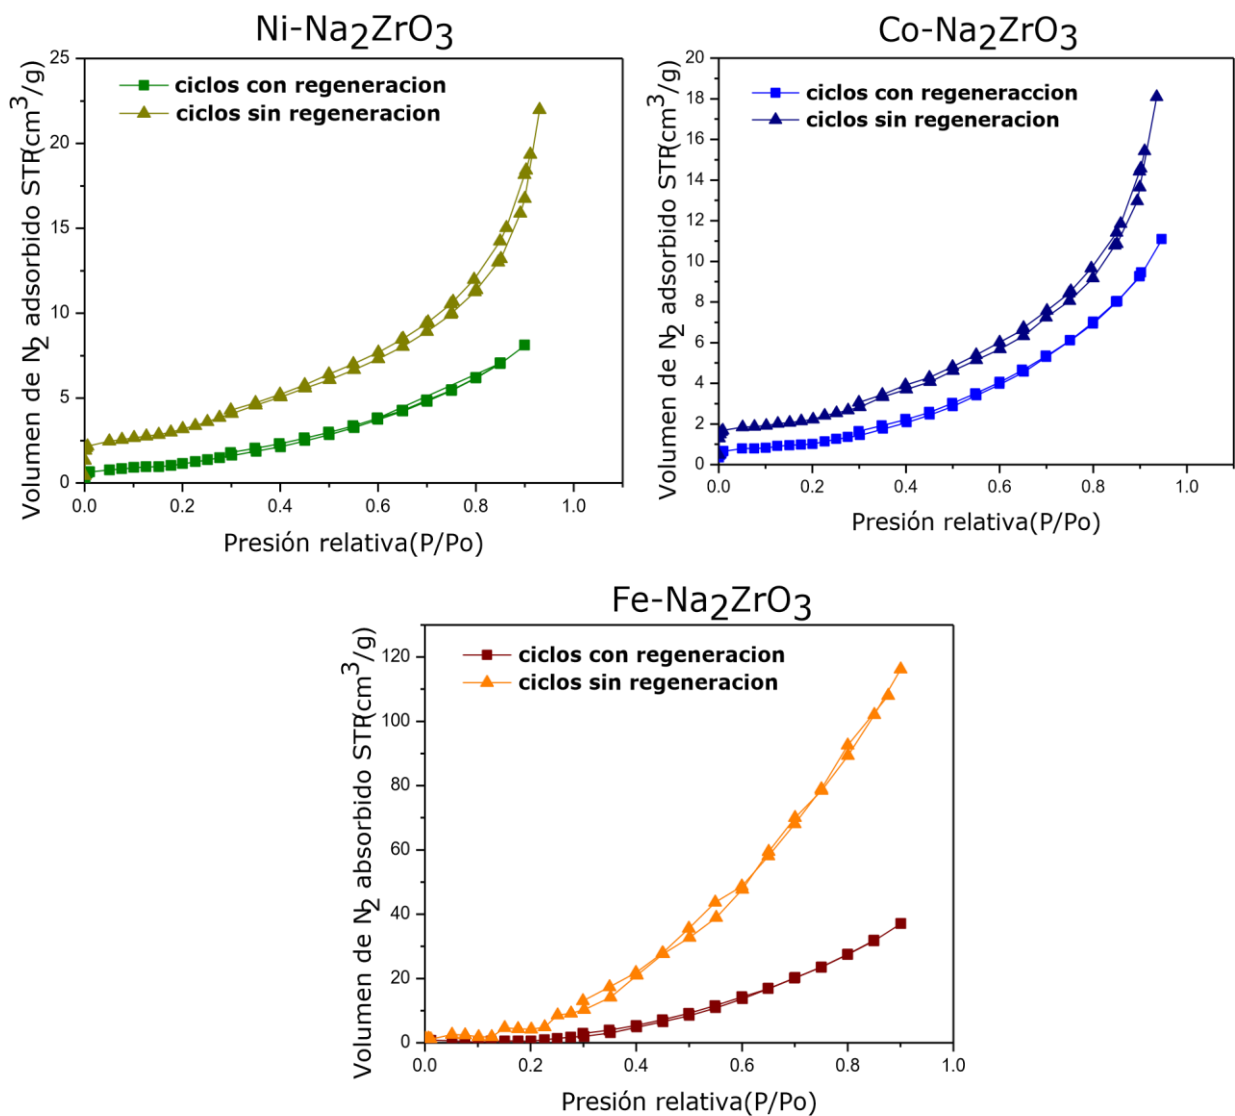 Ni-Na2ZrO3
ciclos con regeneracion
ciclos sin regeneracion
Volumen de N2 adsorbido STP(cm3/g)
25
20
15
10
5
0
0.0 0.2 0.4 0.6 0.8 1.0
Presión relativa(P/Po)
Co-Na2ZrO3
ciclos con regeneraccion
ciclos sin regeneracion
Volumen de N2 adsorbido STP(cm3/g)
20
18
16
14
12
10
8
6
4
2
0
0.0 0.2 0.4 0.6 0.8 1.0
Presión relativa(P/Po)
Fe-Na2ZrO3
ciclos con regeneracion
ciclos sin regeneracion
Volumen de N2 absorbido STP(cm3/g)
120
100
80
60
40
20
0
0.0 0.2 0.4 0.6 0.8 1.0
Presión relativa(P/Po)